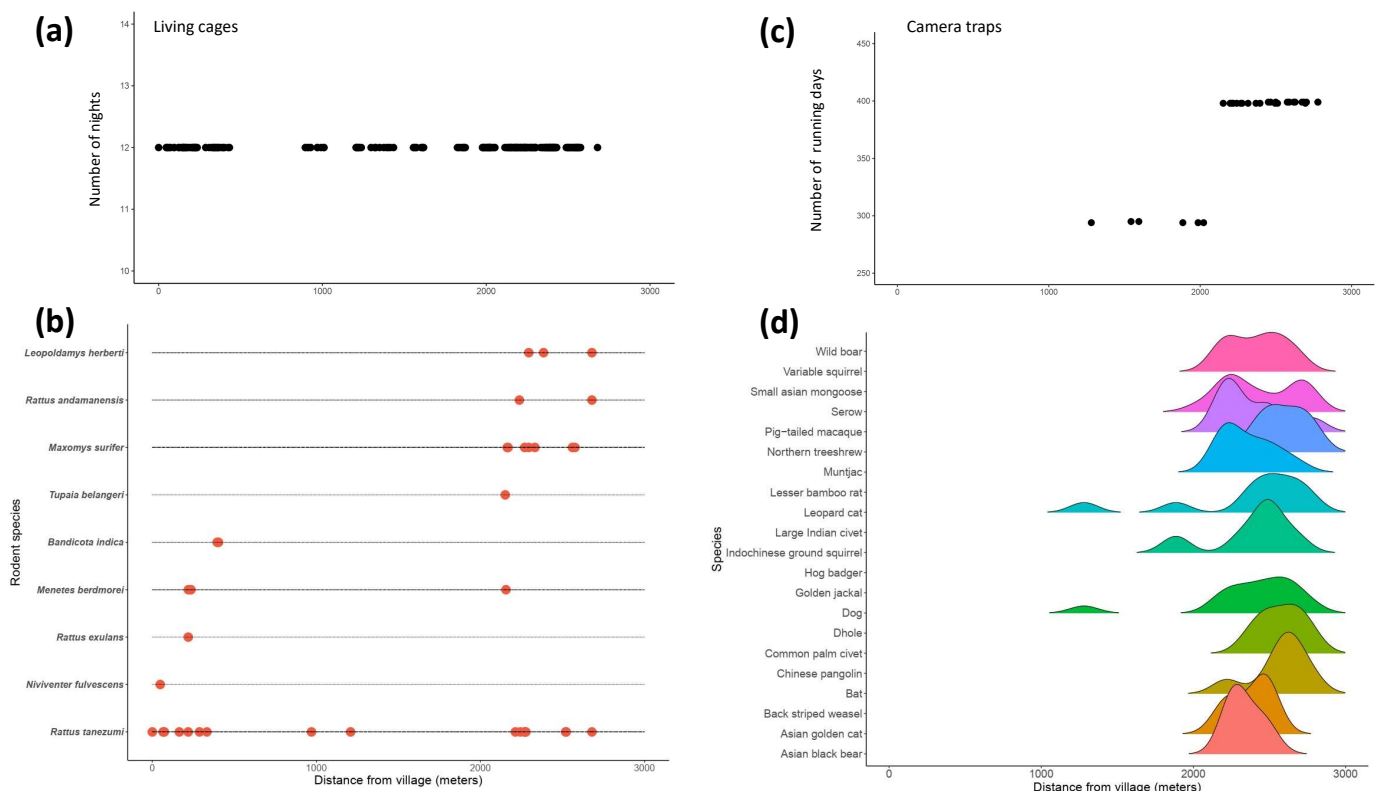 (a)
Living cages
Number of nights
14
13
12
11
10
0
1000
2000
3000
(c)
Camera traps
Number of running days
450
400
350
300
250
0
1000
2000
3000
(b)
Rodent species
Leopoldamys herberti
Rattus andamanensis
Maxomys surifer
Tupaia belangeri
Bandicota indica
Menetes berdmorei
Rattus exulans
Niviventer fulvescens
Rattus tanezumi
0
1000
2000
3000
Distance from village (meters)
(d)
Species
Wild boar
Variable squirrel
Small asian mongoose
Serow
Pig-tailed macaque
Northern treeshrew
Muntjac
Lesser bamboo rat
Leopard cat
Large Indian civet
Indochinese ground squirrel
Hog badger
Golden jackal
Dog
Dhole
Common palm civet
Chinese pangolin
Bat
Back striped weasel
Asian golden cat
Asian black bear
0
1000
2000
3000
Distance from village (meters)